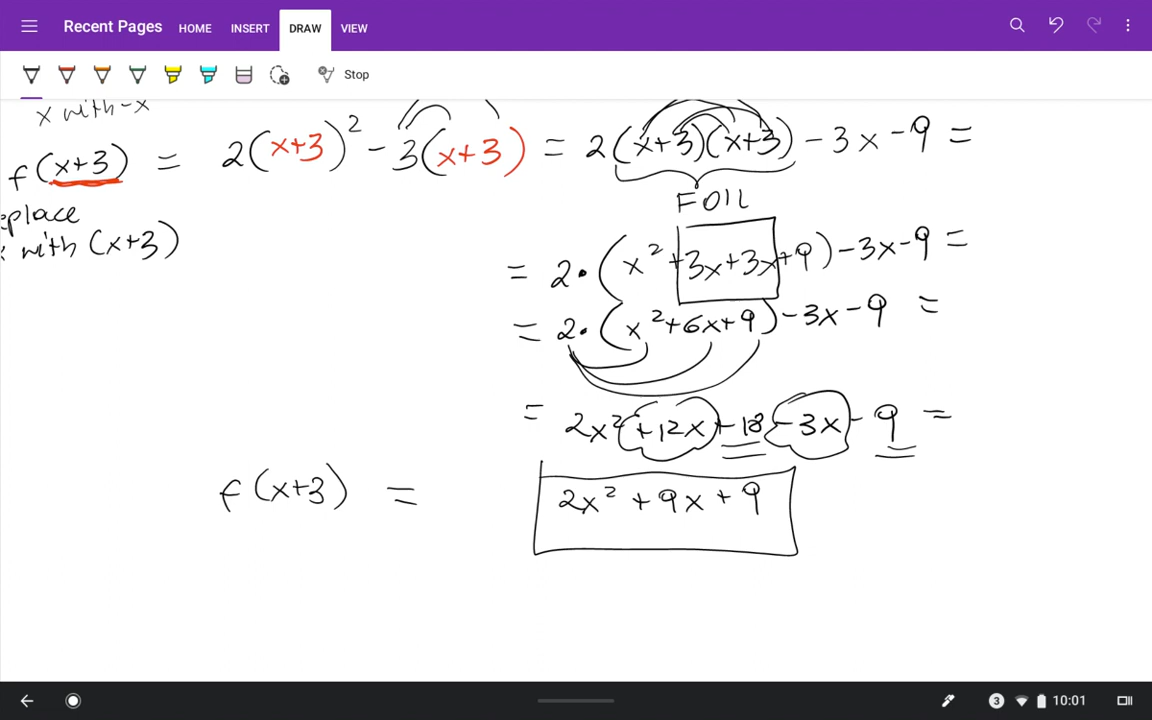 Recent Pages HOME INSERT DRAW VIEW
Stop
x with -x
f(x+3) = 2(x+3)² - 3(x+3) = 2(x+3)(x+3) - 3x - 9 =
FOIL
eplace
with (x+3)
= 2·(x² + 3x + 3x + 9) - 3x - 9 =
= 2·(x² + 6x + 9) - 3x - 9 =
= 2x² + 12x + 18 - 3x - 9 =
f(x+3) = 2x² + 9x + 9
3 10:01